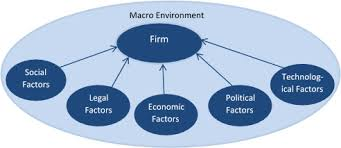 Macro Environment
Firm
Social
Factors
Legal
Factors
Economic
Factors
Political
Factors
Technolog-
ical Factors